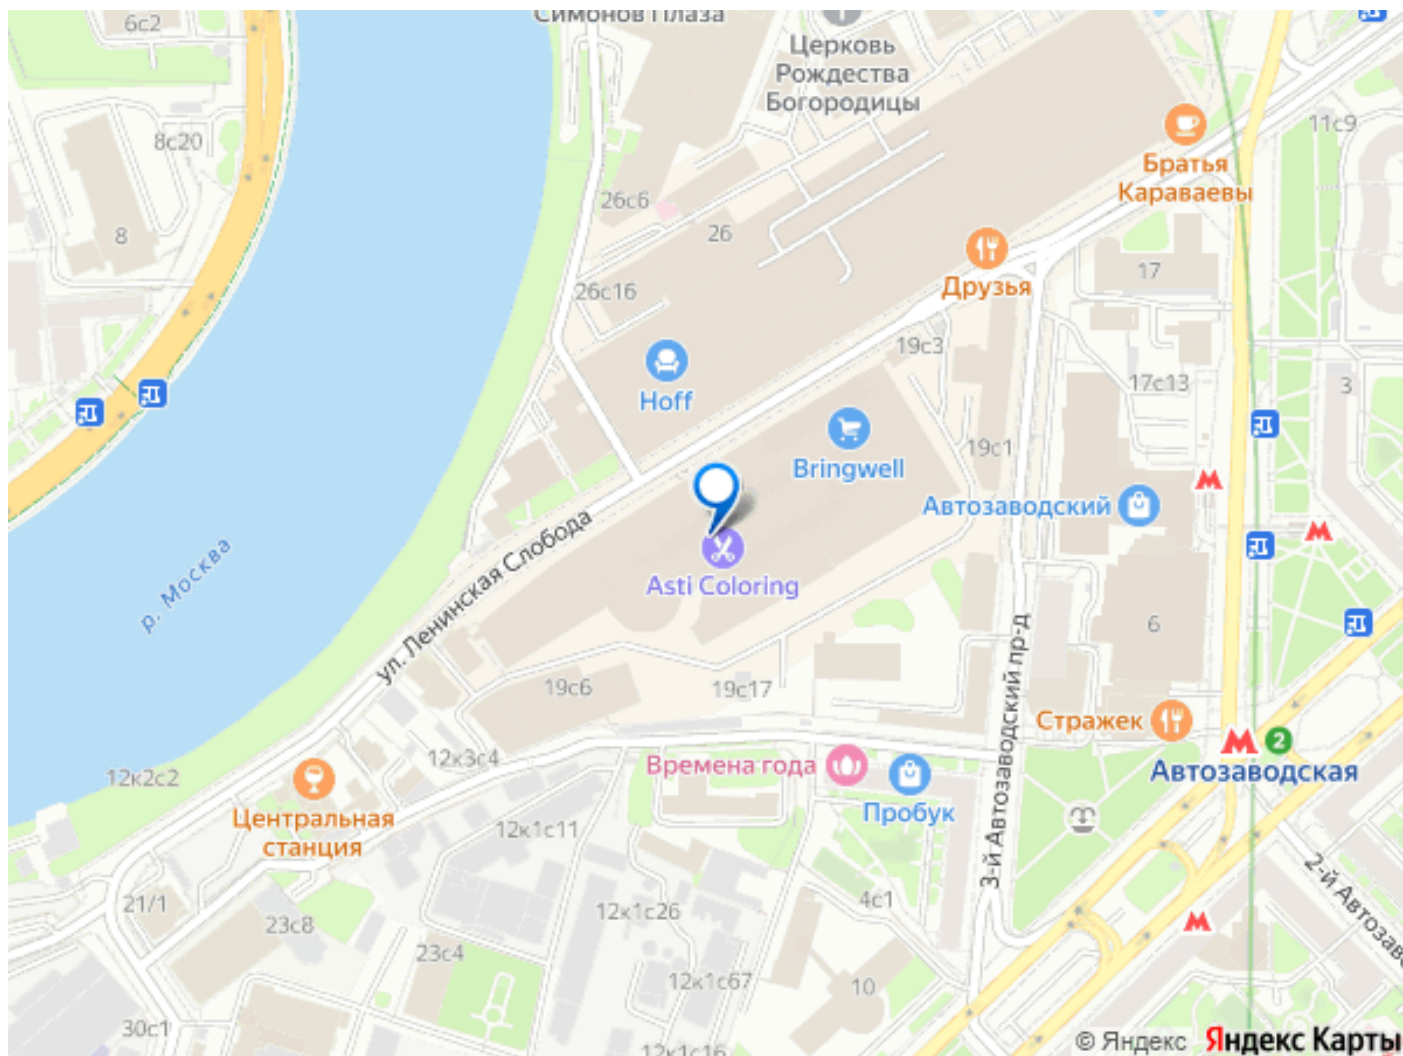 6с2
Симонов Плаза
Церковь
Рождества
Богородицы
8с20
11с9
Братья
Караваевы
26с6
8
26
17
Друзья
26с16
19с3
17с13
3
Hoff
Bringwell
19с1
Автозаводский
ул. Ленинская Слобода
р. Москва
Asti Coloring
6
3-й Автозаводский пр-д
19с6
19с17
Стражек
2
Автозаводская
12к3с4
Времена года
12к2с2
Пробук
Центральная
станция
12к1с11
2-й Автозаво
21/1
4с1
12к1с26
23с8
23с4
12к1с67
10
30с1
12к1с16
© Яндекс Яндекс Карты